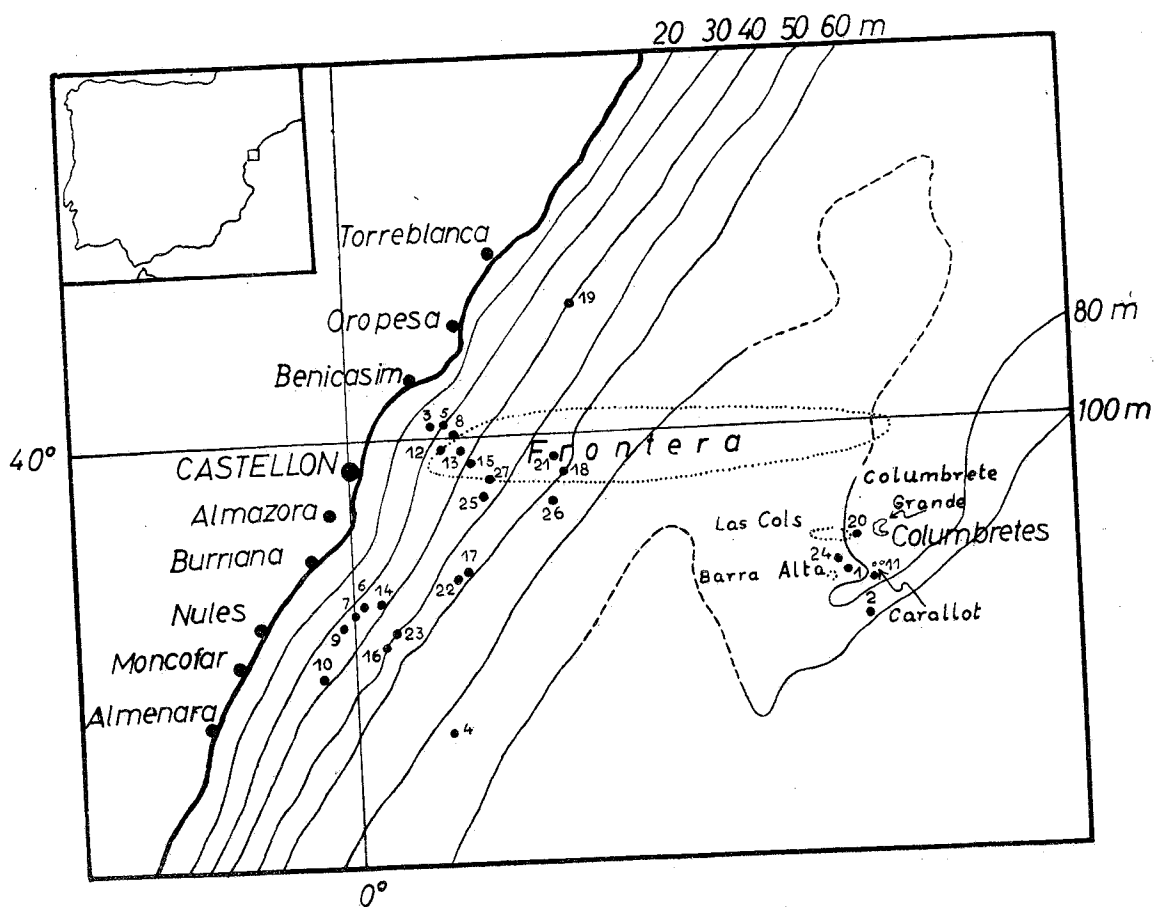 20 30 40 50 60 m
Torreblanca
19
Oropesa
80 m
Benicasim
100 m
3 5 8
Frontera
40°
12 13 15
21 18
CASTELLON
27
25
26
Columbrete
Grande
Almazora
Las Cols
20
Columbretes
Burriana
17
22
24
Barra Alta
1
11
6 14
7
2
Carallot
Nules
9
23
16
Moncofar
10
Almenara
4
0°